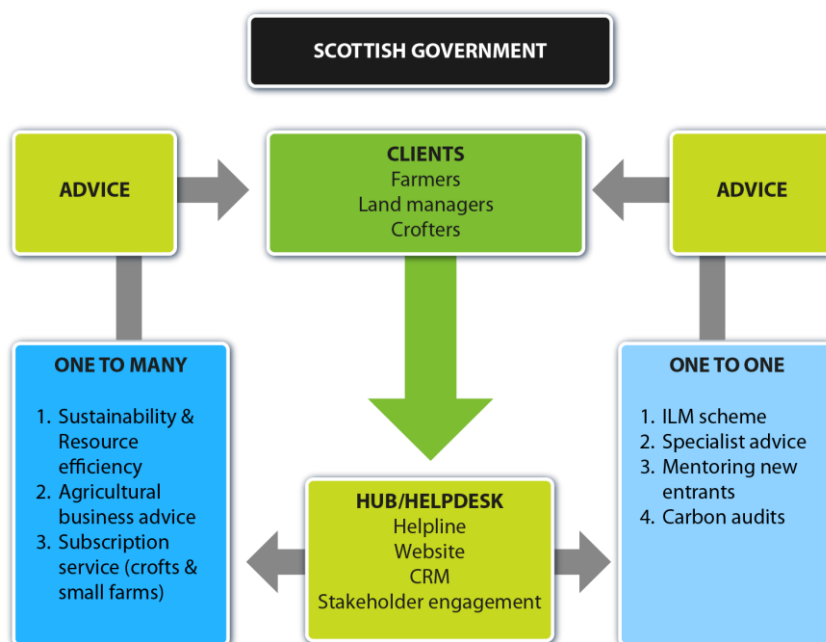 SCOTTISH GOVERNMENT
ADVICE
CLIENTS
Farmers
Land managers
Crofters
ADVICE
ONE TO MANY
1. Sustainability &
Resource
efficiency
2. Agricultural
business advice
3. Subscription
service (crofts &
small farms)
HUB/HELPDESK
Helpline
Website
CRM
Stakeholder engagement
ONE TO ONE
1. ILM scheme
2. Specialist advice
3. Mentoring new
entrants
4. Carbon audits